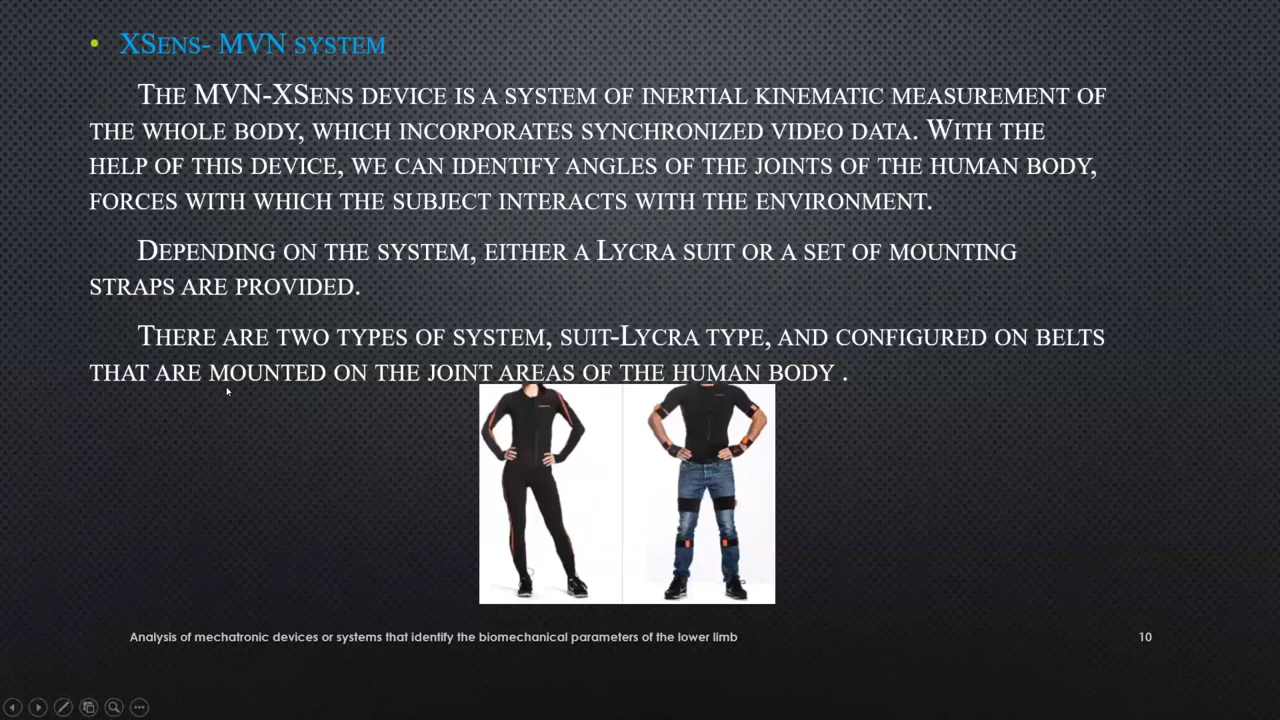 • XSens- MVN system
The MVN-XSens device is a system of inertial kinematic measurement of
the whole body, which incorporates synchronized video data. With the
help of this device, we can identify angles of the joints of the human body,
forces with which the subject interacts with the environment.
Depending on the system, either a Lycra suit or a set of mounting
straps are provided.
There are two types of system, suit-Lycra type, and configured on belts
that are mounted on the joint areas of the human body .
Analysis of mechatronic devices or systems that identify the biomechanical parameters of the lower limb
10